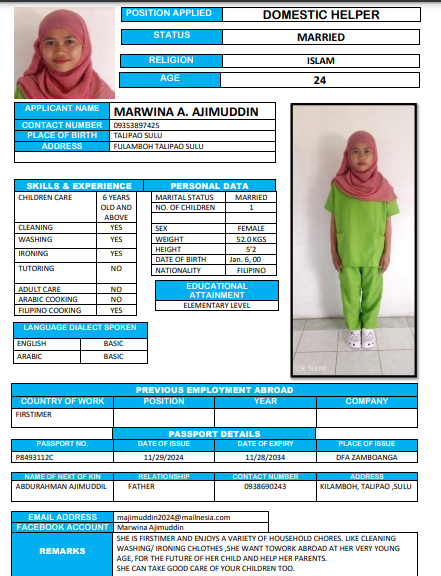 POSITION APPLIED DOMESTIC HELPER
STATUS MARRIED
RELIGION ISLAM
AGE 24
APPLICANT NAME MARWINA A. AJIMUDDIN
CONTACT NUMBER 09353897425
PLACE OF BIRTH TALIPAO SULU
ADDRESS FULAMBOH TALIPAO SULU
SKILLS & EXPERIENCE
CHILDREN CARE 6 YEARS
OLD AND
ABOVE
CLEANING YES
WASHING YES
IRONING YES
TUTORING NO
ADULT CARE NO
ARABIC COOKING NO
FILIPINO COOKING YES
PERSONAL DATA
MARITAL STATUS MARRIED
NO. OF CHILDREN 1
SEX FEMALE
WEIGHT 52.0 KGS
HEIGHT 5'2
DATE OF BIRTH Jan. 6, 00
NATIONALITY FILIPINO
EDUCATIONAL
ATTAINMENT
ELEMENTARY LEVEL
LANGUAGE DIALECT SPOKEN
ENGLISH BASIC
ARABIC BASIC
PREVIOUS EMPLOYMENT ABROAD
COUNTRY OF WORK POSITION YEAR COMPANY
FIRSTIMER
PASSPORT DETAILS
PASSPORT NO. DATE OF ISSUE DATE OF EXPIRY PLACE OF ISSUE
P8493112C 11/29/2024 11/28/2034 DFA ZAMBOANGA
NAME OF NEXT OF KIN RELATIONSHIP CONTACT NUMBER ADDRESS
ABDURAHMAN AJIMUDDIL FATHER 0938690243 KILAMBOH, TALIPAO ,SULU
EMAIL ADDRESS majimuddin2024@mailnesia.com
FACEBOOK ACCOUNT Marwina Ajimuddin
REMARKS
SHE IS FIRSTIMER AND ENJOYS A VARIETY OF HOUSEHOLD CHORES. LIKE CLEANING
WASHING/ IRONING CHLOTHES ,SHE WANT TOWORK ABROAD AT HER VERY YOUNG
AGE, FOR THE FUTURE OF HER CHILD AND HELP HER PARENTS.
SHE CAN TAKE GOOD CARE OF YOUR CHILDREN TOO.